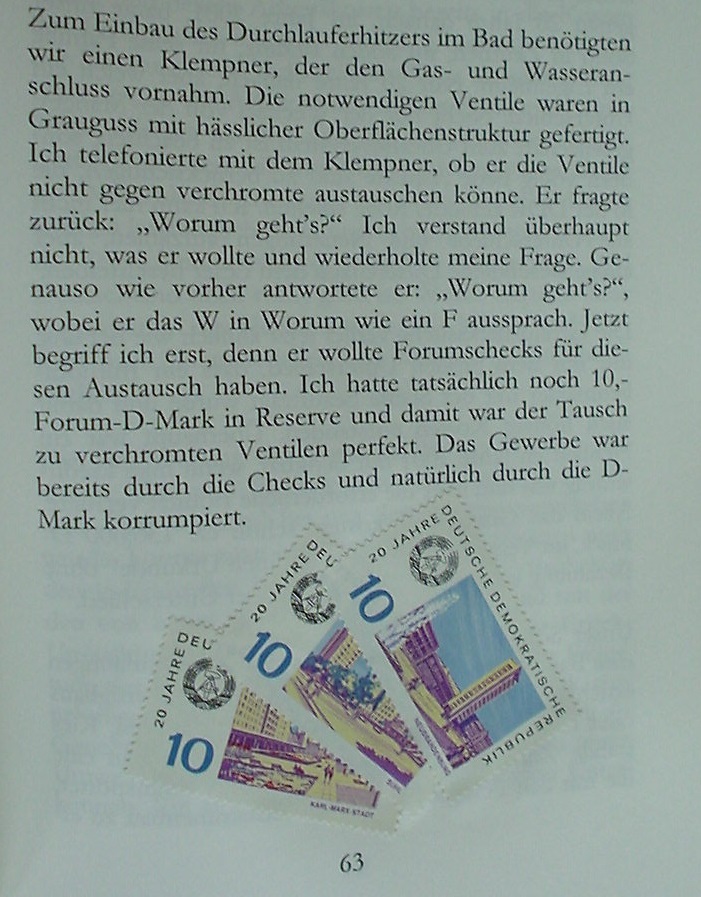 Zum Einbau des Durchlauferhitzers im Bad benötigten
wir einen Klempner, der den Gas- und Wasseran-
schluss vornahm. Die notwendigen Ventile waren in
Grauguss mit hässlicher Oberflächenstruktur gefertigt.
Ich telefonierte mit dem Klempner, ob er die Ventile
nicht gegen verchromte austauschen könne. Er fragte
zurück: „Worum geht's?“ Ich verstand überhaupt
nicht, was er wollte und wiederholte meine Frage. Ge-
nauso wie vorher antwortete er: „Worum geht's?“,
wobei er das W in Worum wie ein F aussprach. Jetzt
begriff ich erst, denn er wollte Forumschecks für die-
sen Austausch haben. Ich hatte tatsächlich noch 10,-
Forum-D-Mark in Reserve und damit war der Tausch
zu verchromten Ventilen perfekt. Das Gewerbe war
bereits durch die Checks und natürlich durch die D-
Mark korrumpiert.
20 JAHRE DEU
10
KARL-MARX-STADT
20 JAHRE DEU
10
SUHL
20 JAHRE DEUTSCHE DEMOKRATISCHE REPUBLIK
10
NEUBRANDENBURG
63